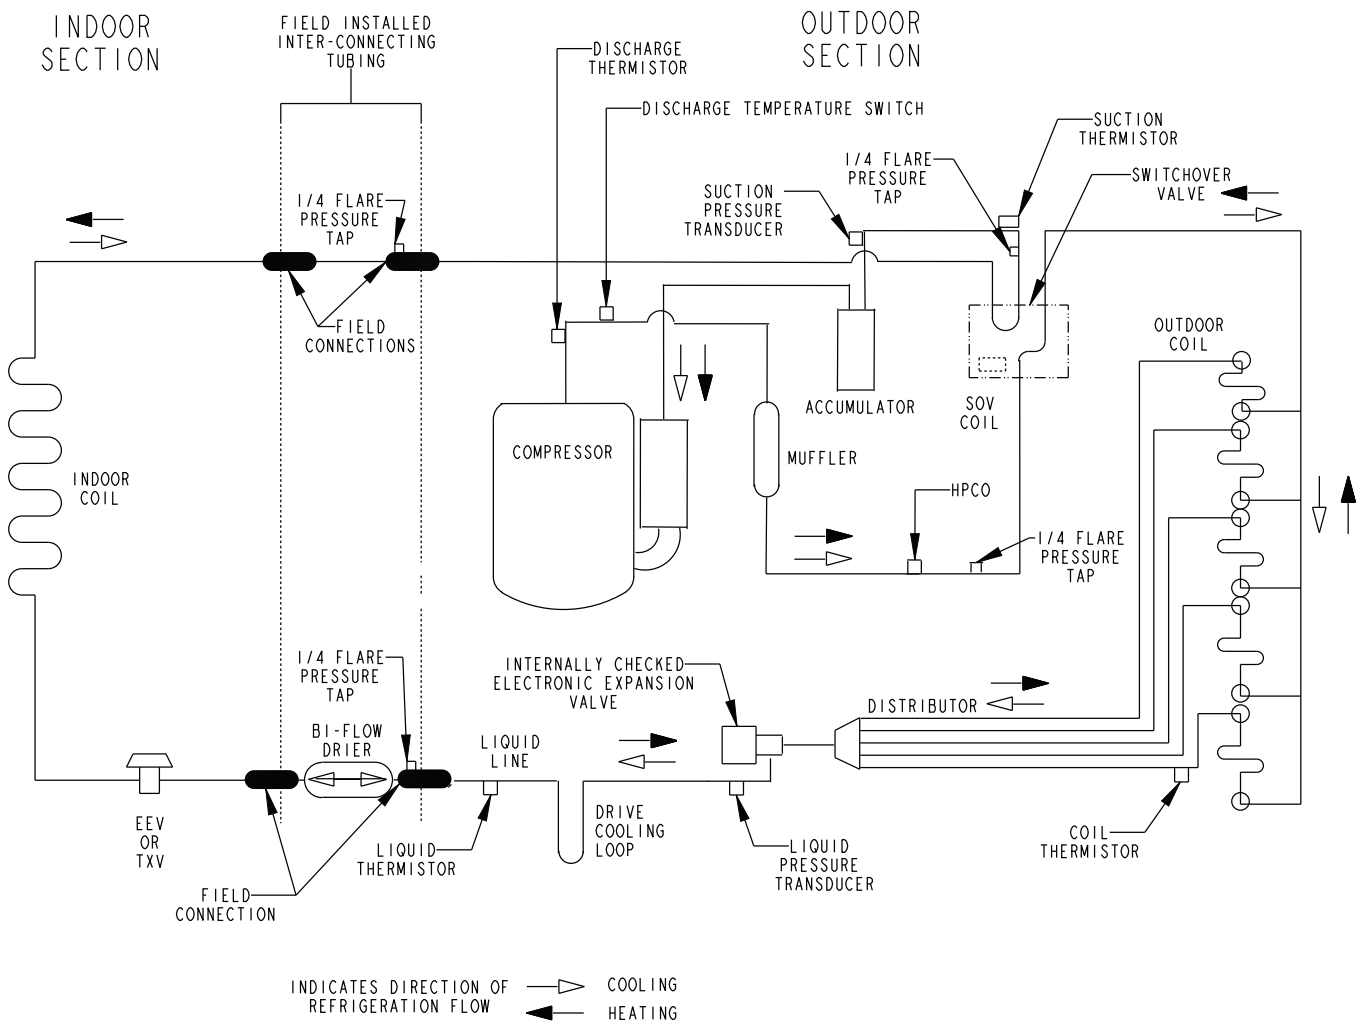 INDOOR
SECTION
FIELD INSTALLED
INTER-CONNECTING
TUBING
OUTDOOR
SECTION
DISCHARGE
THERMISTOR
DISCHARGE TEMPERATURE SWITCH
SUCTION
THERMISTOR
1/4 FLARE
PRESSURE
TAP
SWITCHOVER
VALVE
SUCTION
PRESSURE
TRANSDUCER
1/4 FLARE
PRESSURE
TAP
FIELD
CONNECTIONS
OUTDOOR
COIL
ACCUMULATOR
SOV
COIL
COMPRESSOR
MUFFLER
INDOOR
COIL
HPCO
1/4 FLARE
PRESSURE
TAP
1/4 FLARE
PRESSURE
TAP
INTERNALLY CHECKED
ELECTRONIC EXPANSION
VALVE
DISTRIBUTOR
BI-FLOW
DRIER
LIQUID
LINE
EEV
OR
TXV
DRIVE
COOLING
LOOP
LIQUID
THERMISTOR
LIQUID
PRESSURE
TRANSDUCER
COIL
THERMISTOR
FIELD
CONNECTION
INDICATES DIRECTION OF
REFRIGERATION FLOW
COOLING
HEATING